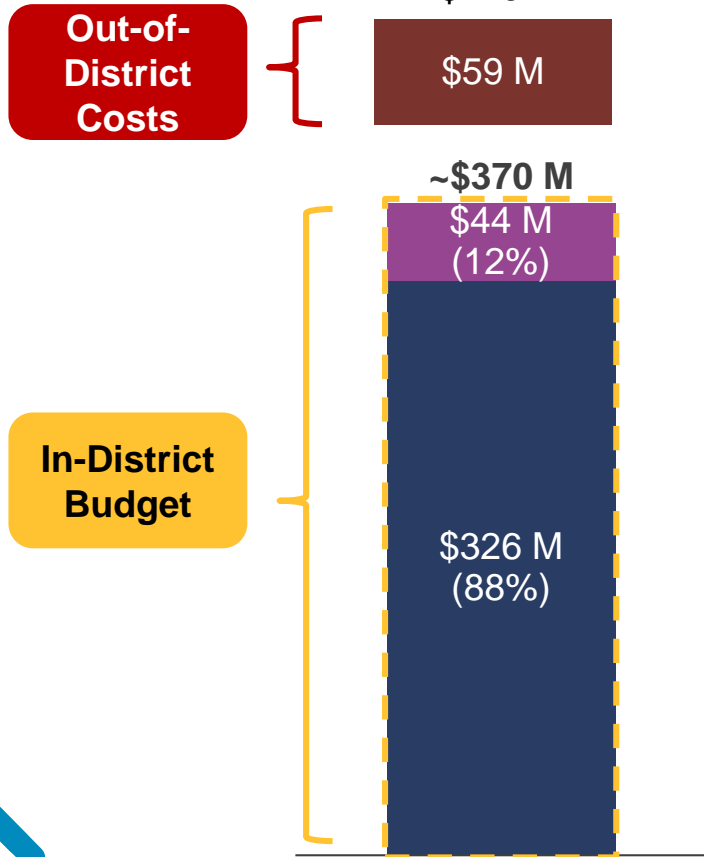 Out-of-
District
Costs
$59 M
~$370 M
$44 M
(12%)
In-District
Budget
$326 M
(88%)